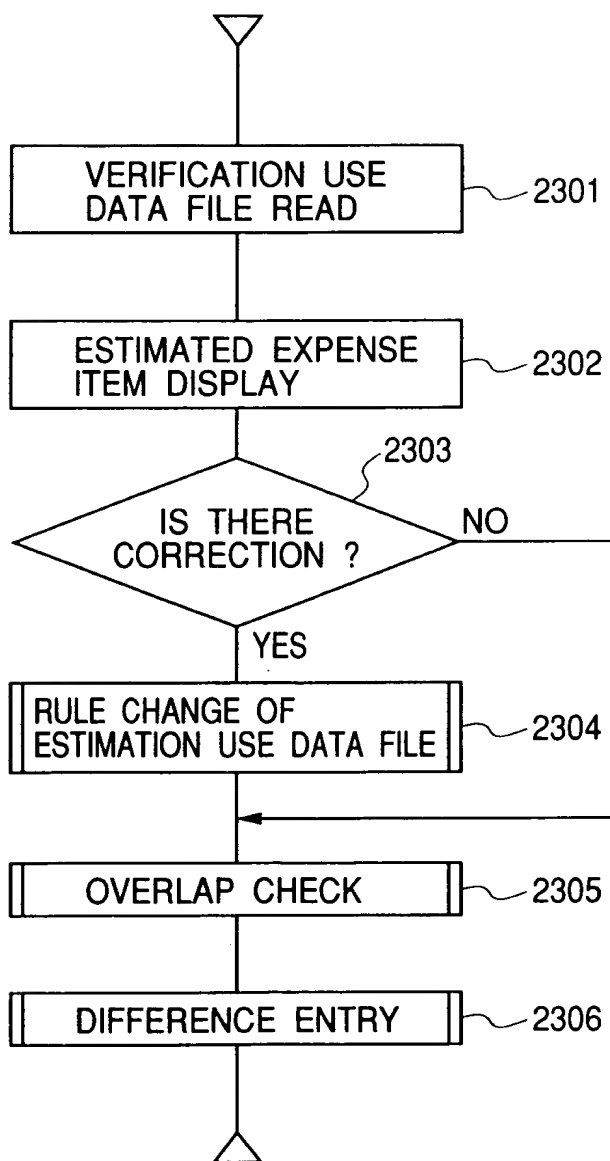 VERIFICATION USE
DATA FILE READ
2301
ESTIMATED EXPENSE
ITEM DISPLAY
2302
2303
IS THERE
CORRECTION ?
NO
YES
RULE CHANGE OF
ESTIMATION USE DATA FILE
2304
OVERLAP CHECK
2305
DIFFERENCE ENTRY
2306